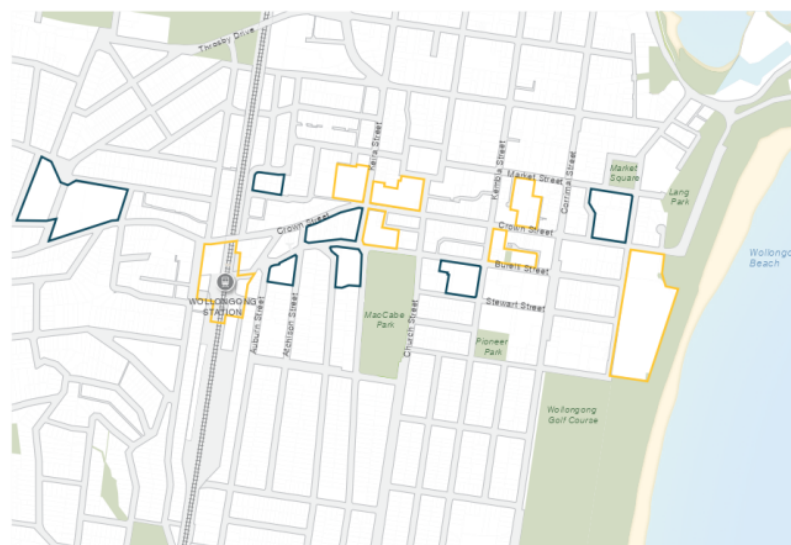 Throsby Drive
Keira Street
Market Street
Kembla Street
Corrimal Street
Market
Square
Lang
Park
Crown Street
Crown Street
Burelli Street
Wollong
Beach
WOLLONGONG
STATION
Auburn Street
Atchison Street
MacCabe
Park
Church Street
Stewart Street
Pioneer
Park
Wollongong
Golf Course